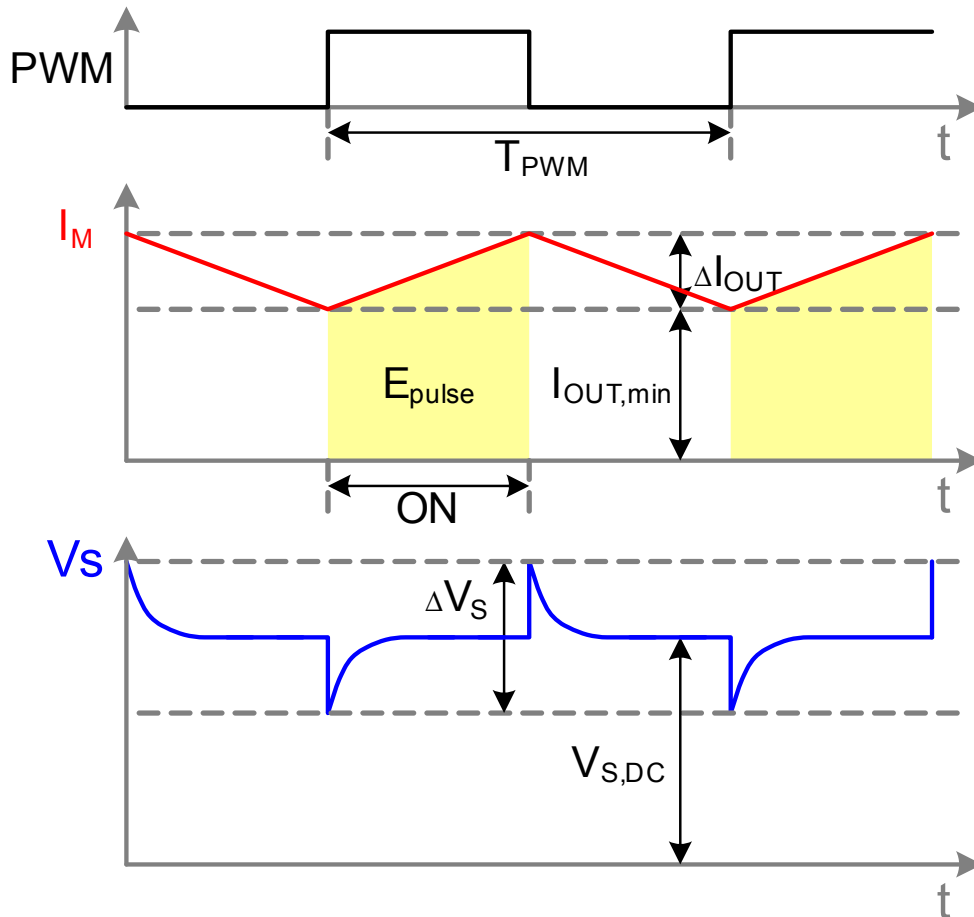 PWM
t
TPWM
IM
ΔIOUT
Epulse
IOUT,min
t
ON
Vs
ΔVS
VS,DC
t